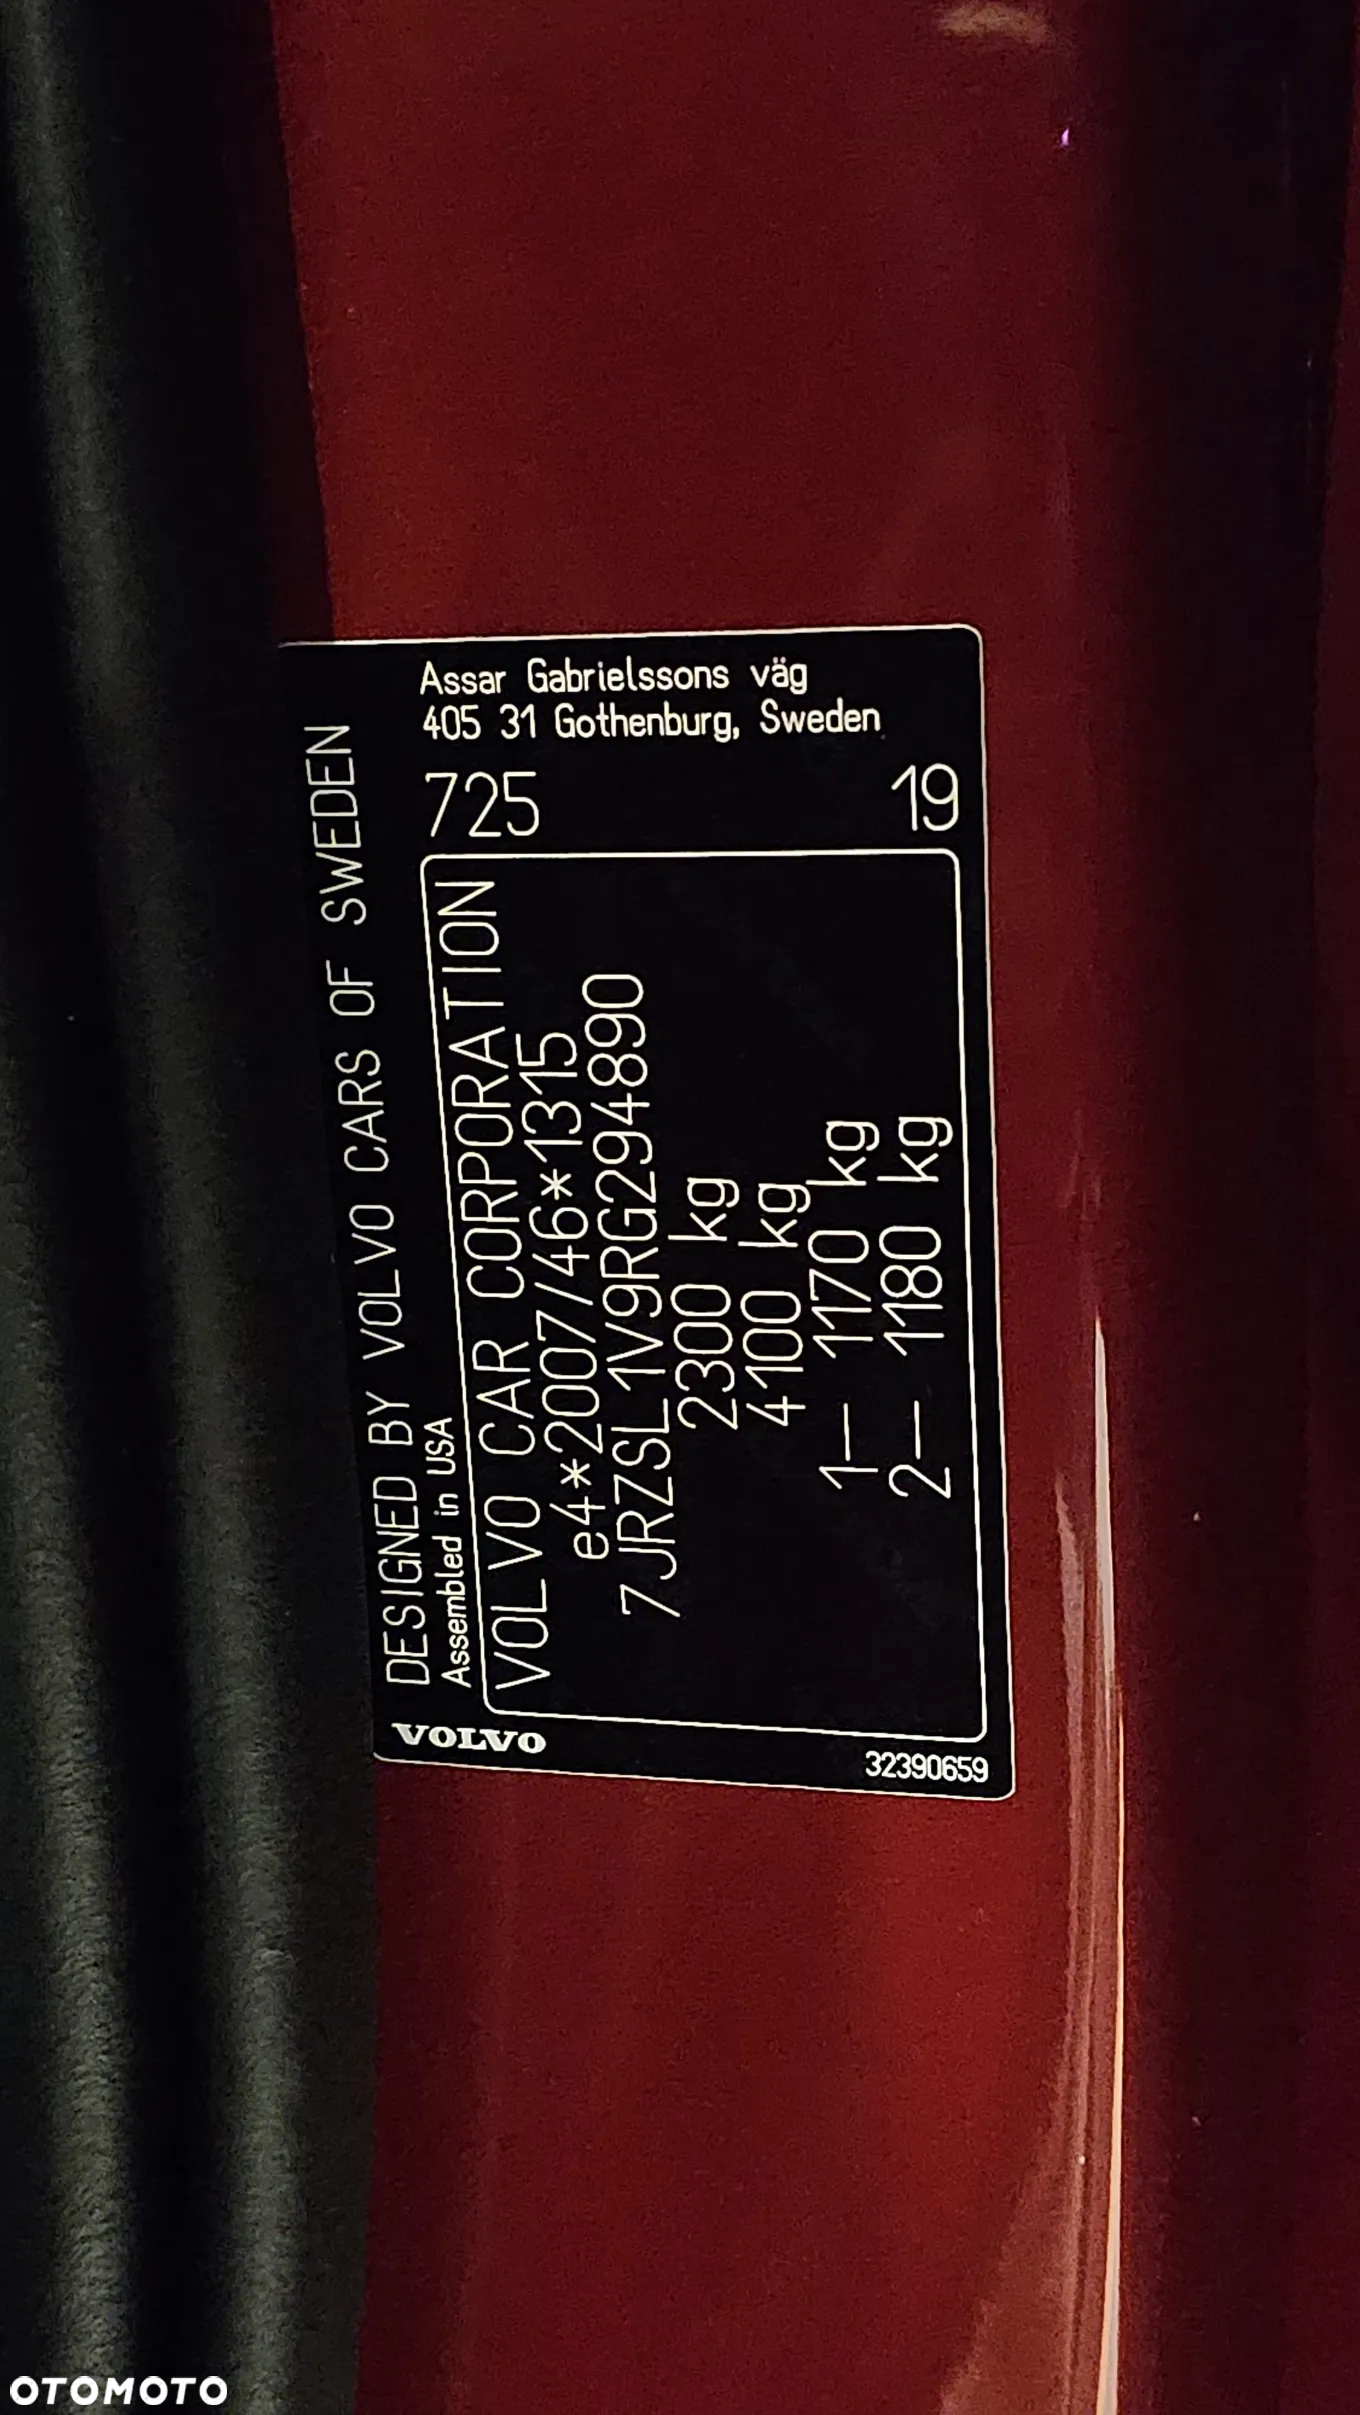 DESIGNED BY VOLVO CARS OF SWEDEN
Assembled in USA
VOLVO
Assar Gabrielssons väg
405 31 Gothenburg, Sweden
725
19
VOLVO CAR CORPORATION
e4*2007/46*1315
7JRZSL1V9RG294890
2300 kg
4100 kg
1— 1170 kg
2— 1180 kg
32390659
OTOMOTO